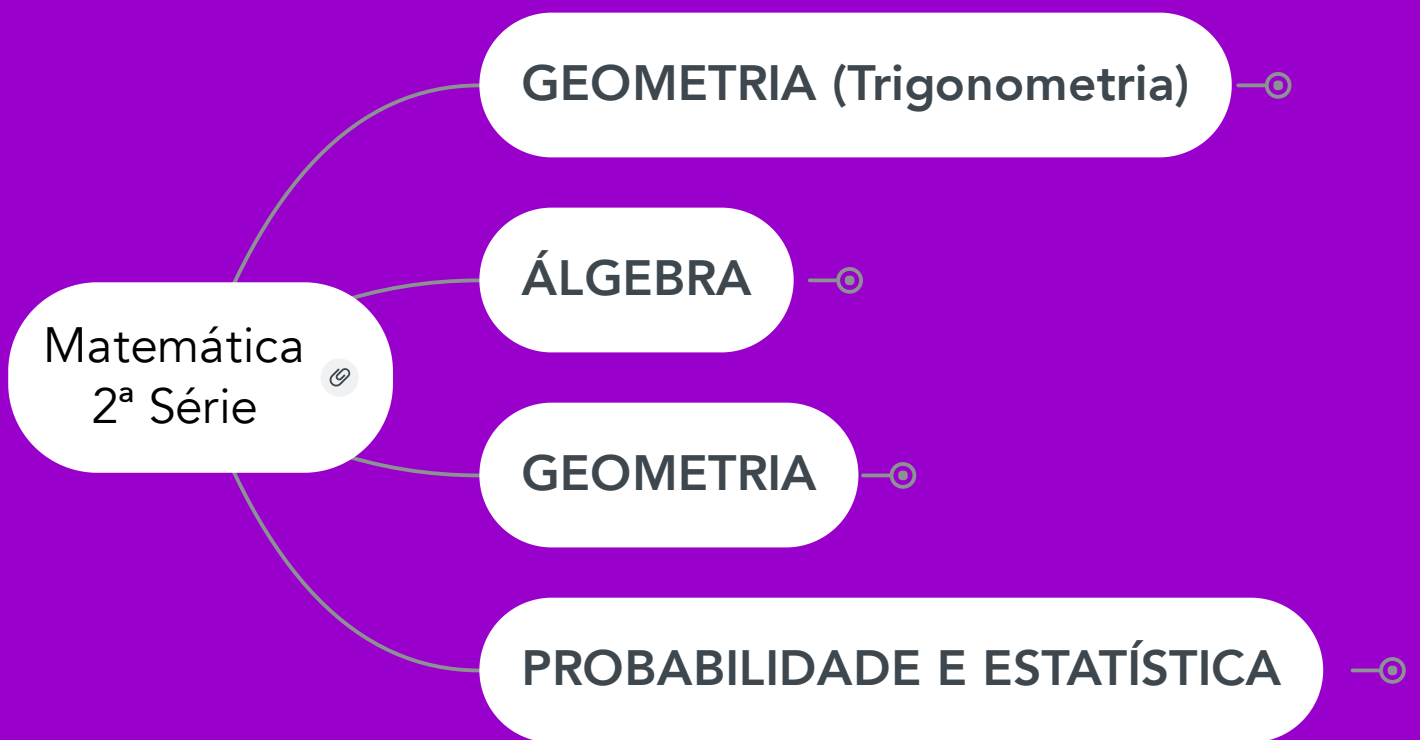 GEOMETRIA (Trigonometria)
ÁLGEBRA
Matemática
2ª Série
GEOMETRIA
PROBABILIDADE E ESTATÍSTICA